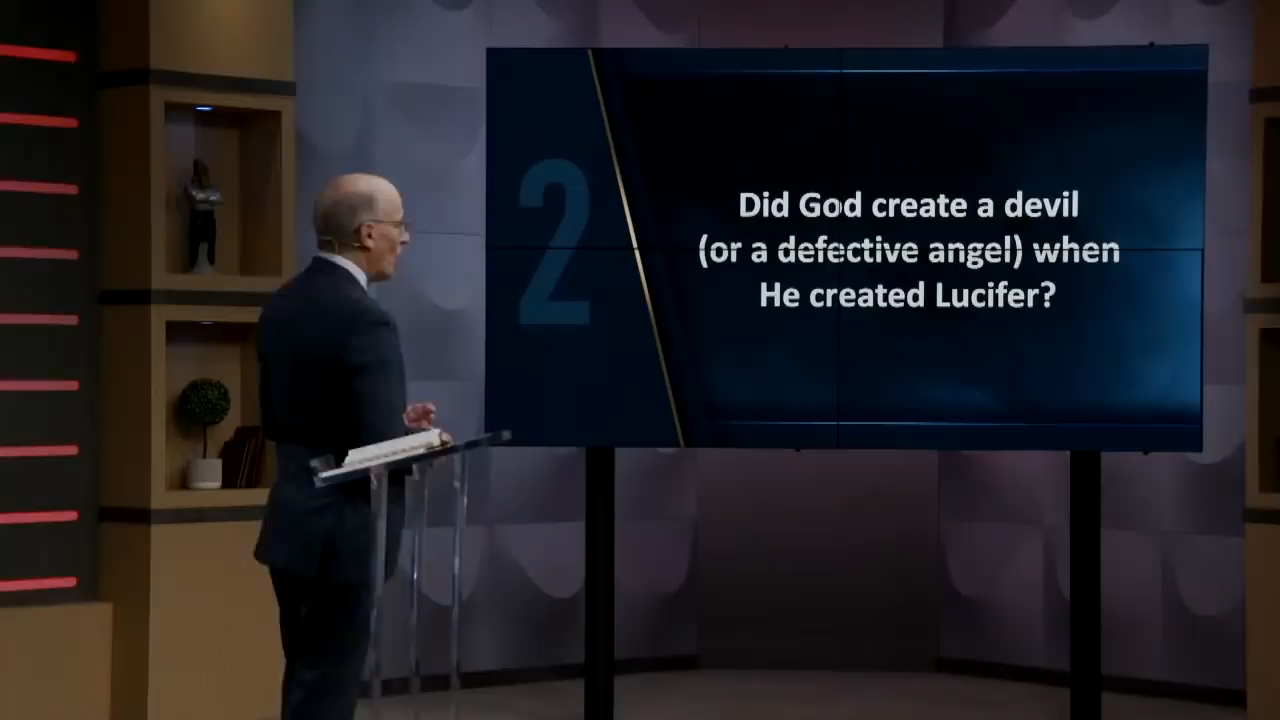 2
Did God create a devil
(or a defective angel) when
He created Lucifer?